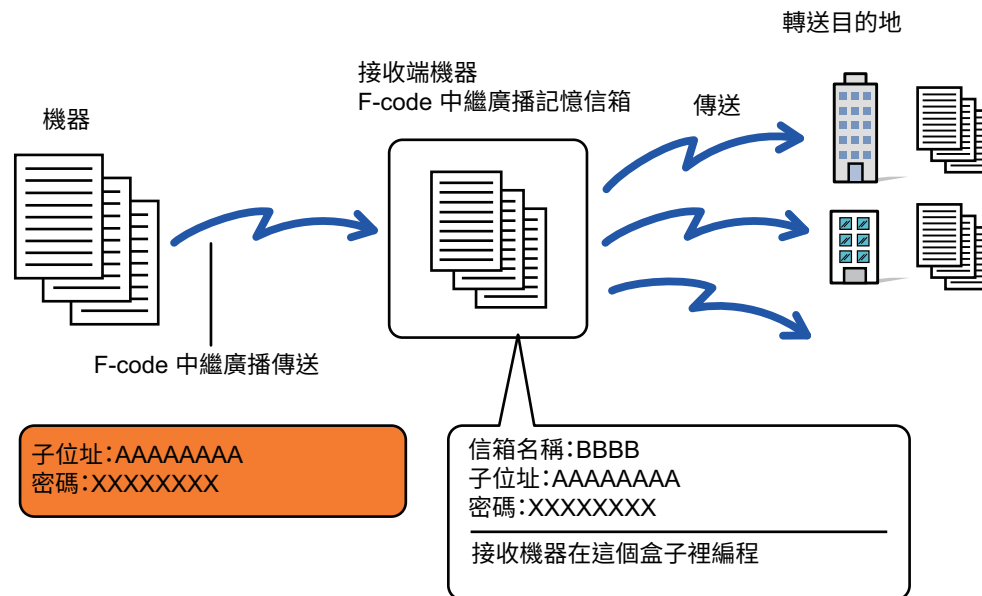 轉送目的地
接收端機器
F-code 中繼廣播記憶信箱
傳送
機器
F-code 中繼廣播傳送
子位址:AAAAAAAA
密碼:XXXXXXXX
信箱名稱:BBBB
子位址:AAAAAAAA
密碼:XXXXXXXX
接收機器在這個盒子裡編程